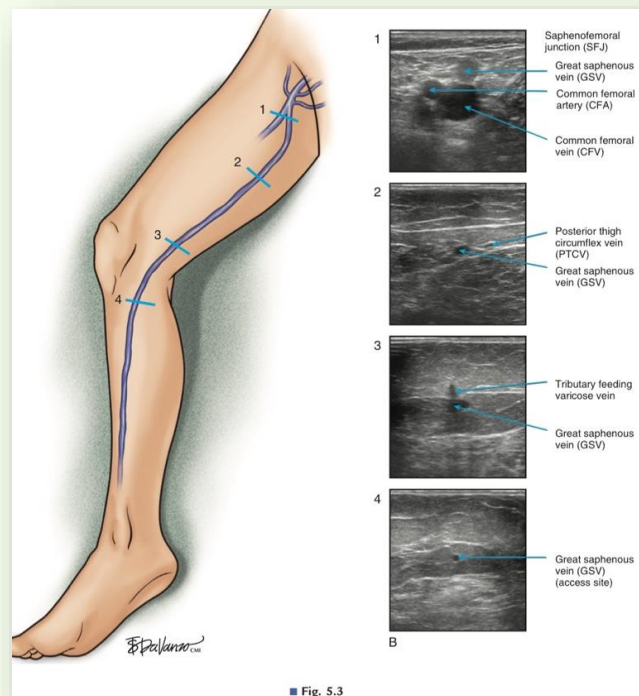 1
Saphenofemoral
junction (SFJ)
Great saphenous
vein (GSV)
Common femoral
artery (CFA)
Common femoral
vein (CFV)
2
Posterior thigh
circumflex vein
(PTCV)
Great saphenous
vein (GSV)
3
Tributary feeding
varicose vein
Great saphenous
vein (GSV)
4
Great saphenous
vein (GSV)
(access site)
B
1
2
3
4
DaVanzo CMI
Fig. 5.3